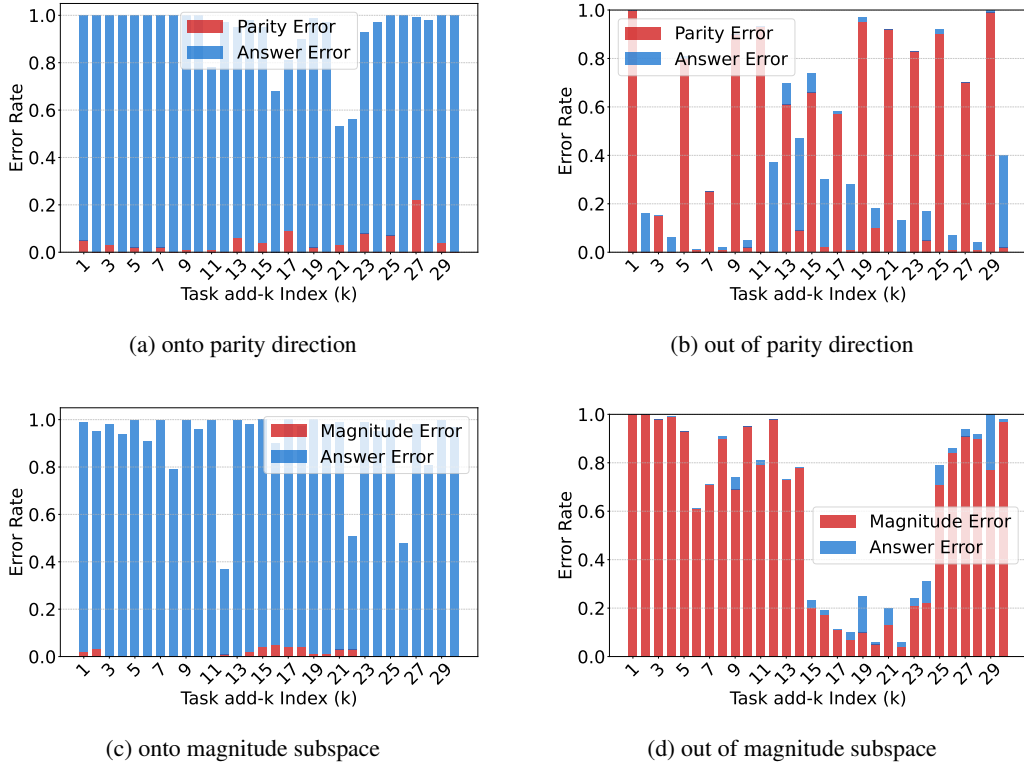 Parity Error
Answer Error
Error Rate
1.0
0.8
0.6
0.4
0.2
0.0
1 3 5 7 9 11 13 15 17 19 21 23 25 27 29
Task add-k Index (k)
(a) onto parity direction
Parity Error
Answer Error
Error Rate
1.0
0.8
0.6
0.4
0.2
0.0
1 3 5 7 9 11 13 15 17 19 21 23 25 27 29
Task add-k Index (k)
(b) out of parity direction
Magnitude Error
Answer Error
Error Rate
1.0
0.8
0.6
0.4
0.2
0.0
1 3 5 7 9 11 13 15 17 19 21 23 25 27 29
Task add-k Index (k)
(c) onto magnitude subspace
Magnitude Error
Answer Error
Error Rate
1.0
0.8
0.6
0.4
0.2
0.0
1 3 5 7 9 11 13 15 17 19 21 23 25 27 29
Task add-k Index (k)
(d) out of magnitude subspace